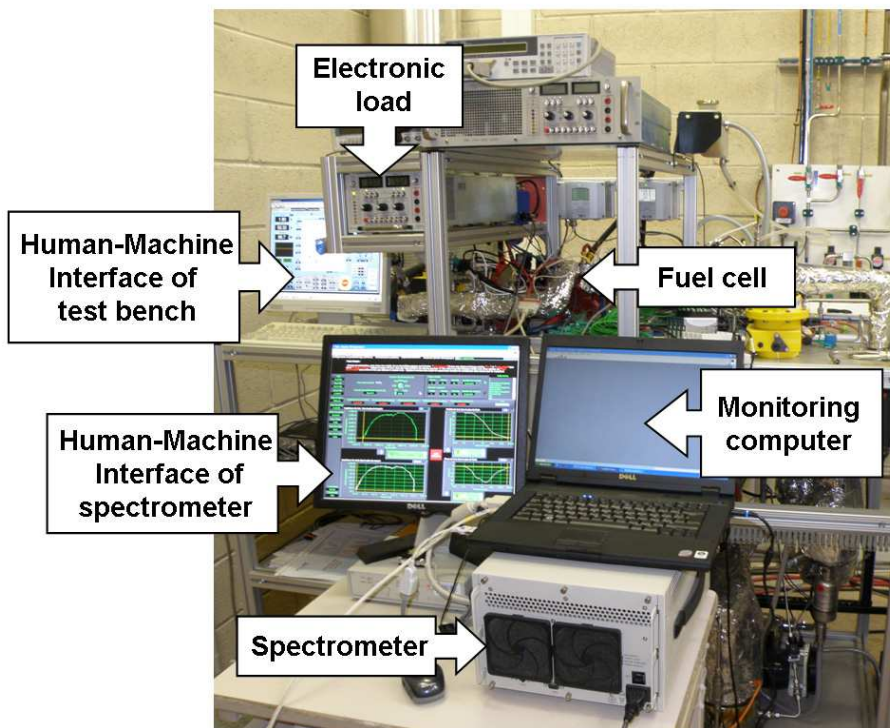 Electronic
load
Human-Machine
Interface of
test bench
Fuel cell
Human-Machine
Interface of
spectrometer
Monitoring
computer
DELL
DELL
Spectrometer